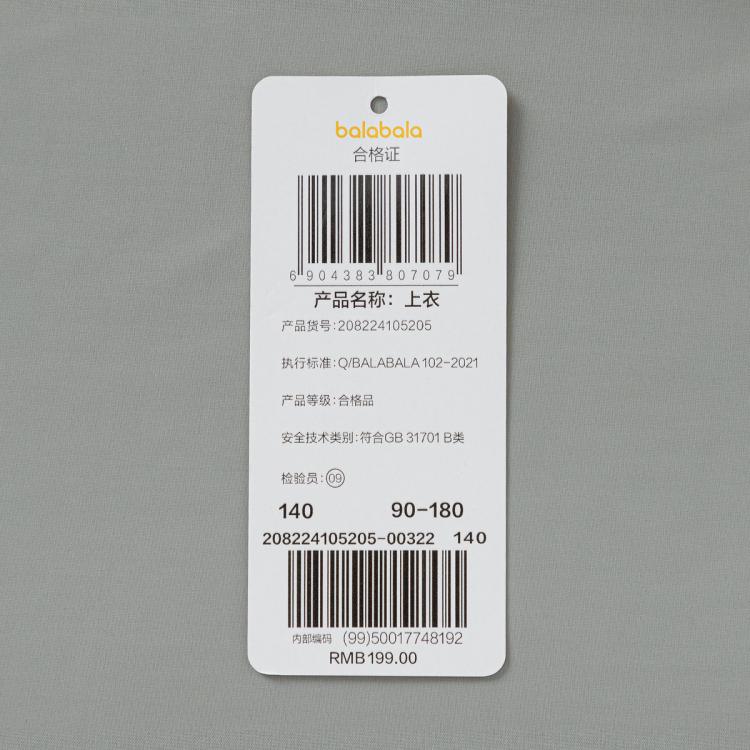 balabala
合格证
6904383807079
产品名称：上衣
产品货号:208224105205
执行标准:Q/BALABALA 102-2021
产品等级:合格品
安全技术类别:符合GB 31701 B类
检验员:09
140 90-180
208224105205-00322 140
内部编码 (99)50017748192
RMB199.00